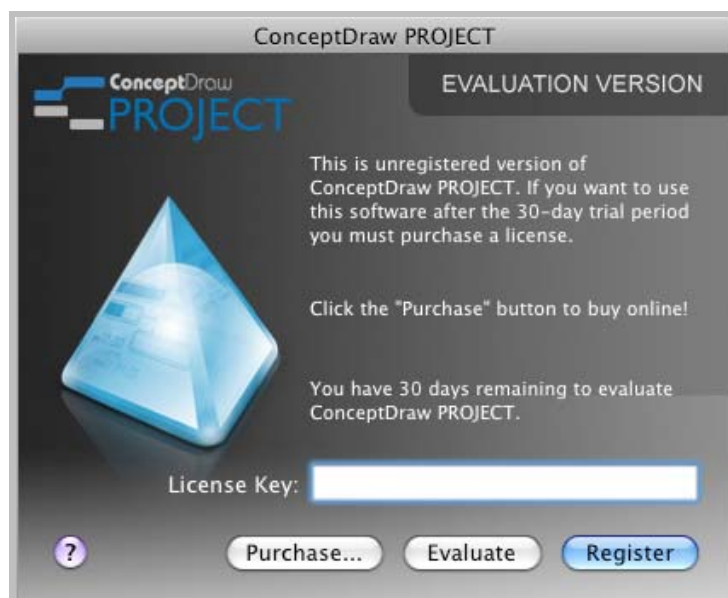 ConceptDraw PROJECT
ConceptDraw
PROJECT
EVALUATION VERSION
This is unregistered version of
ConceptDraw PROJECT. If you want to use
this software after the 30-day trial period
you must purchase a license.
Click the "Purchase" button to buy online!
You have 30 days remaining to evaluate
ConceptDraw PROJECT.
License Key:
?
Purchase...
Evaluate
Register